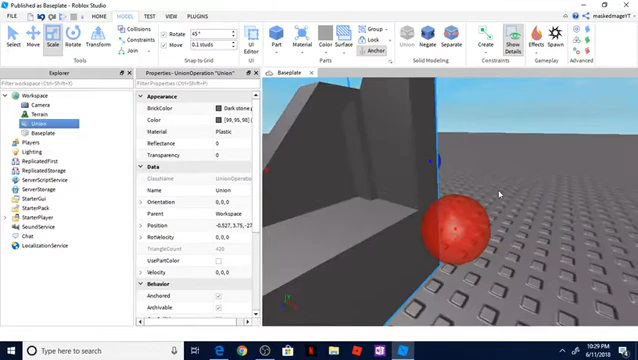 Published as Baseplate - Roblox Studio
FILE HOME MODEL TEST VIEW PLUGINS
Select Move Scale Rotate Transform
Collisions
Constraints
Join
Tools
Rotate 45°
Move 0.1 studs
Snap to Grid
UI Editor
Part Material Color Surface
Group
Lock
Anchor
Parts
Union Negate Separate
Solid Modeling
Create
Show Details
Constraints
Effects Spawn
Gameplay
Advanced
Explorer
Filter workspace (Ctrl+Shift+X)
Workspace
Camera
Terrain
Union
Baseplate
Players
Lighting
ReplicatedFirst
ReplicatedStorage
ServerScriptService
ServerStorage
StarterGui
StarterPack
StarterPlayer
SoundService
Chat
LocalizationService
Properties - UnionOperation "Union"
Filter Properties (Ctrl+Shift+P)
Appearance
BrickColor Dark stone
Color [99, 95, 98]
Material Plastic
Reflectance 0
Transparency 0
Data
ClassName UnionOperation
Name Union
Orientation 0, 0, 0
Parent Workspace
Position -0.527, 3.75, -27
RotVelocity 0, 0, 0
TriangleCount 420
UsePartColor
Velocity 0, 0, 0
Behavior
Anchored
Archivable
Baseplate
maskedmageYT
Type here to search
10:29 PM
6/11/2018